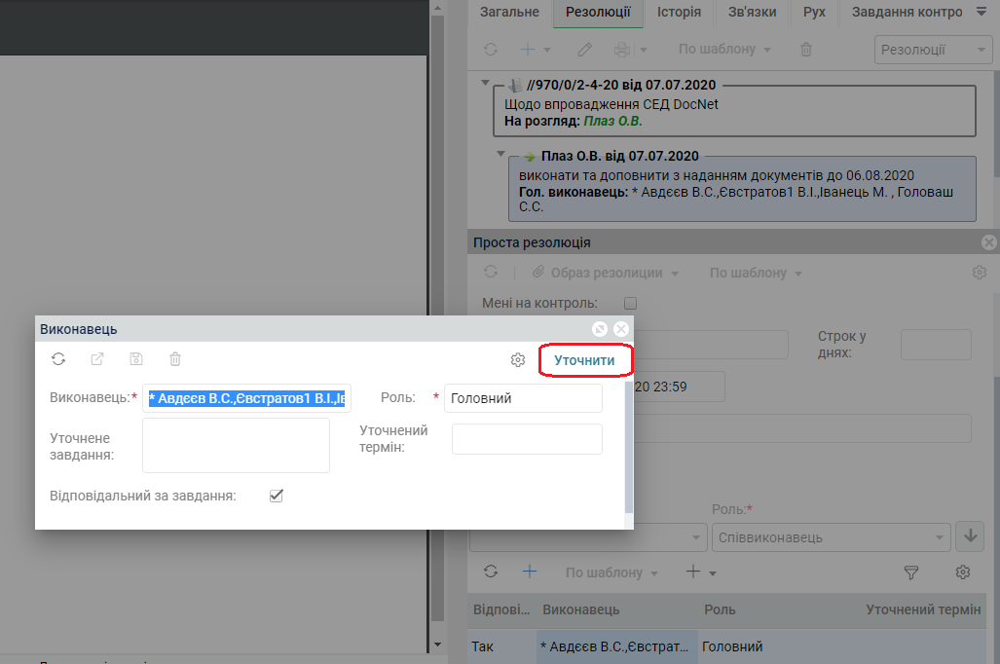 Загальне Резолюції Історія Зв'язки Рух Завдання контро
По шаблону Резолюції
//970/0/2-4-20 від 07.07.2020
Щодо впровадження СЕД DocNet
На розгляд: Плаз О.В.
Плаз О.В. від 07.07.2020
виконати та доповнити з наданням документів до 06.08.2020
Гол. виконавець: * Авдєєв В.С.,Євстратов1 В.І.,Іванець М. , Головаш
С.С.
Проста резолюція
Образ резолиции По шаблону
Мені на контроль:
Строк у
днях:
20 23:59
Виконавець
Уточнити
Виконавець:* * Авдєєв В.С.,Євстратов1 В.І.,Ів
Роль: * Головний
Уточнене
завдання:
Уточнений
термін:
Відповідальний за завдання:
Роль:*
Співвиконавець
По шаблону
Відпові... Виконавець Роль Уточнений термін
Так * Авдєєв В.С.,Євстрат... Головний